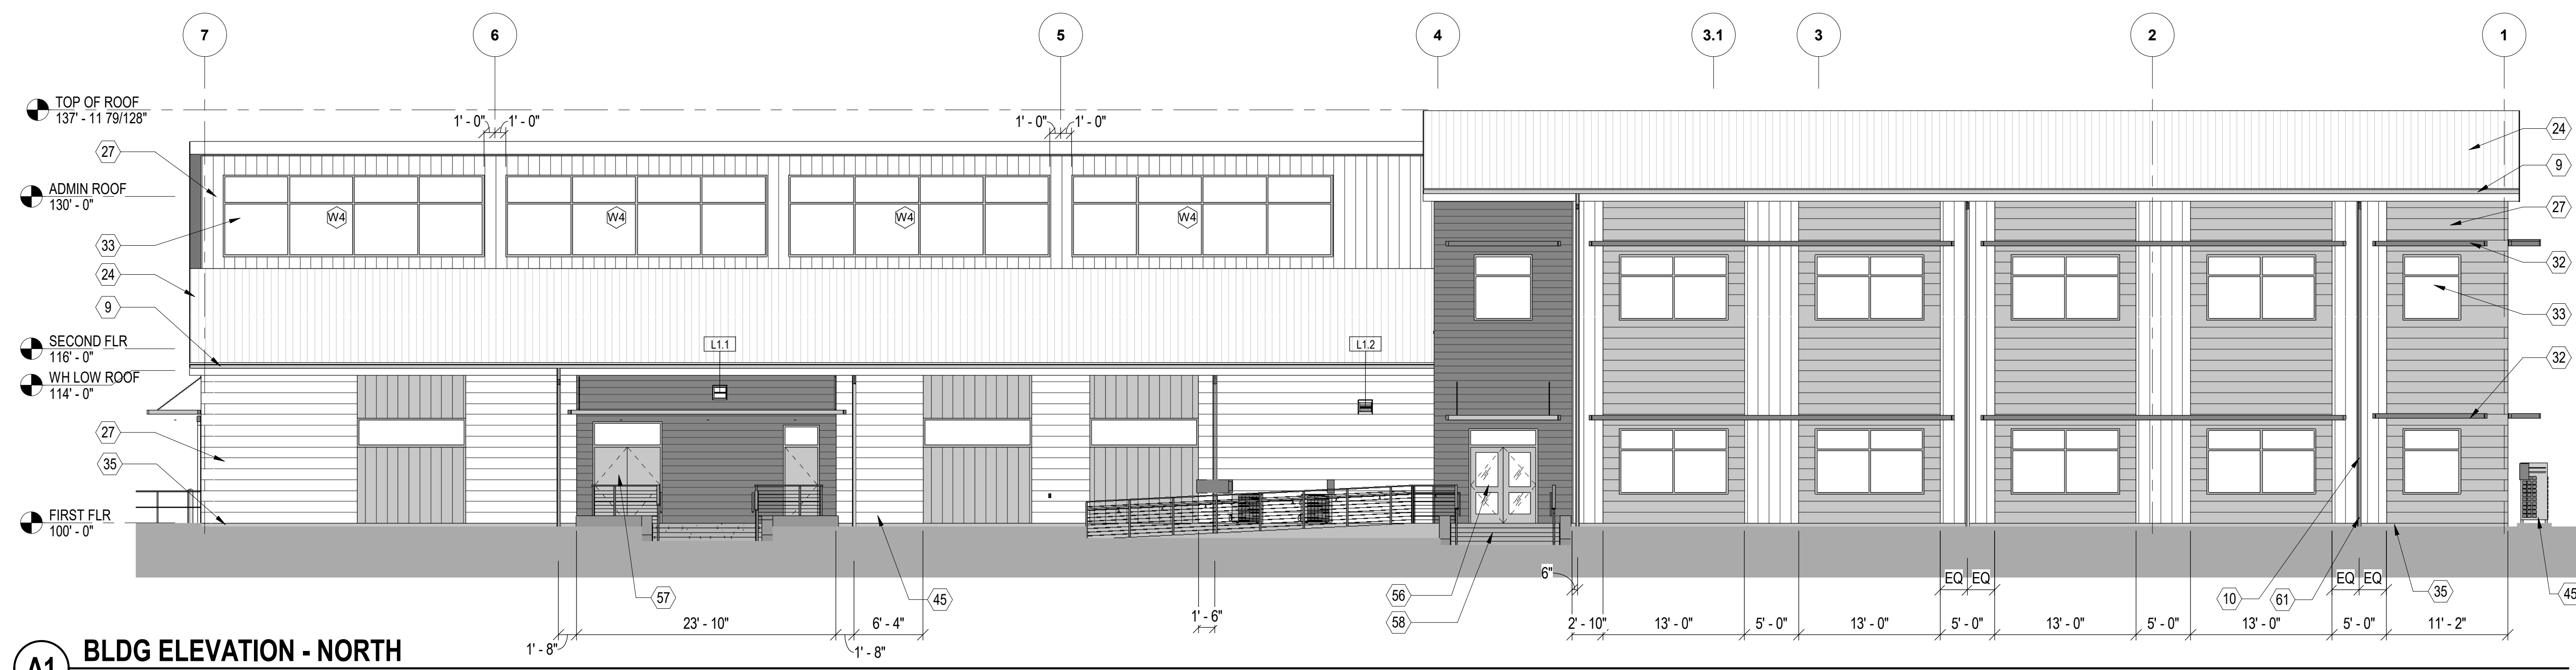 7
6
5
4
3.1
3
2
1
TOP OF ROOF
137' - 11 79/128"
1' - 0"
1' - 0"
1' - 0"
1' - 0"
27
24
9
ADMIN ROOF
130' - 0"
W4
W4
W4
W4
27
33
32
24
33
9
L1.1
L1.2
SECOND FLR
116' - 0"
WH LOW ROOF
114' - 0"
32
27
35
FIRST FLR
100' - 0"
6"
EQ
EQ
EQ
EQ
57
45
56
58
10
61
35
45
1' - 6"
1' - 8"
23' - 10"
1' - 8"
6' - 4"
2' - 10"
13' - 0"
5' - 0"
13' - 0"
5' - 0"
13' - 0"
5' - 0"
13' - 0"
5' - 0"
11' - 2"
A1
BLDG ELEVATION - NORTH